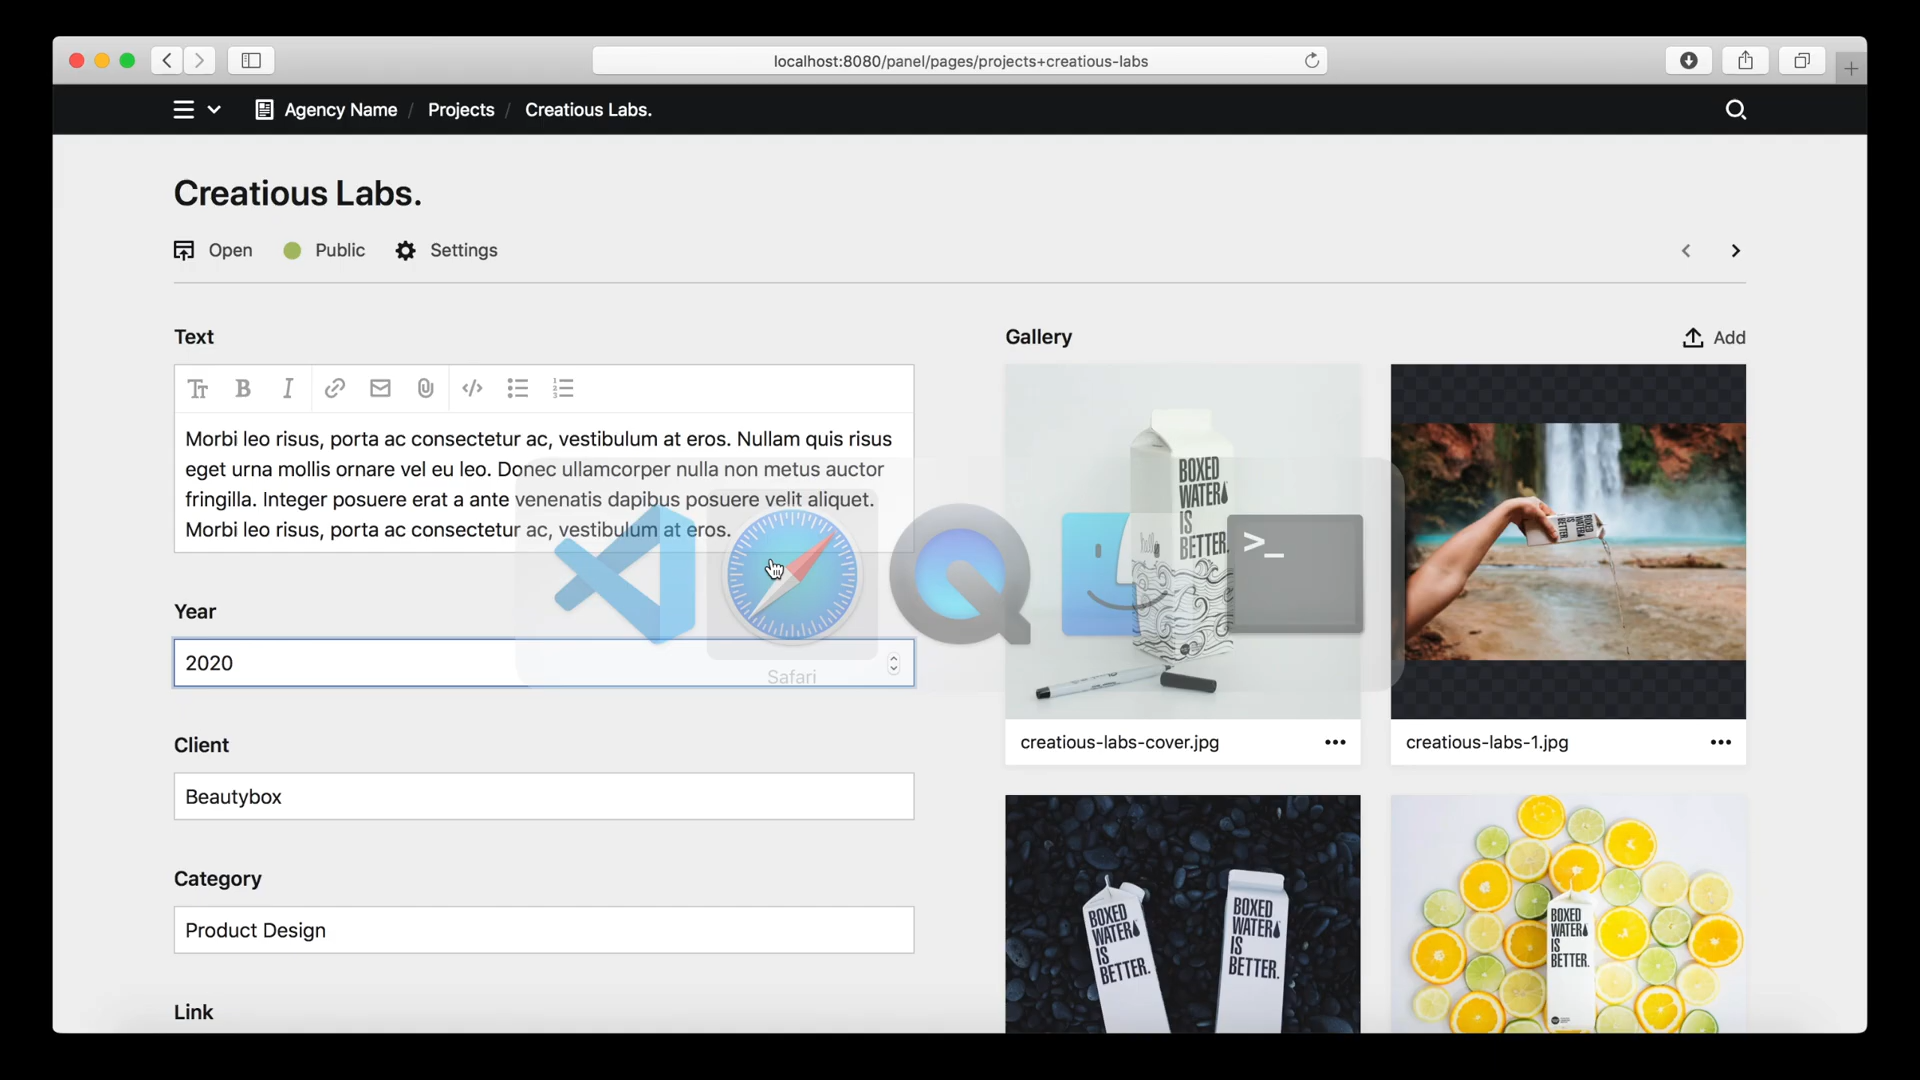 localhost:8080/panel/pages/projects+creatious-labs
Agency Name / Projects / Creatious Labs.
Creatious Labs.
Open Public Settings
Text
Morbi leo risus, porta ac consectetur ac, vestibulum at eros. Nullam quis risus
eget urna mollis ornare vel eu leo. Donec ullamcorper nulla non metus auctor
fringilla. Integer posuere erat a ante venenatis dapibus posuere velit aliquet.
Morbi leo risus, porta ac consectetur ac, vestibulum at eros.
Safari
Year
2020
Client
Beautybox
Category
Product Design
Link
Gallery
Add
BOXED
WATER
IS
BETTER.
creatious-labs-cover.jpg
BOXED
WATER
IS
BETTER.
creatious-labs-1.jpg
BOXED
WATER
IS
BETTER.
BOXED
WATER
IS
BETTER.
BOXED
WATER
IS
BETTER.